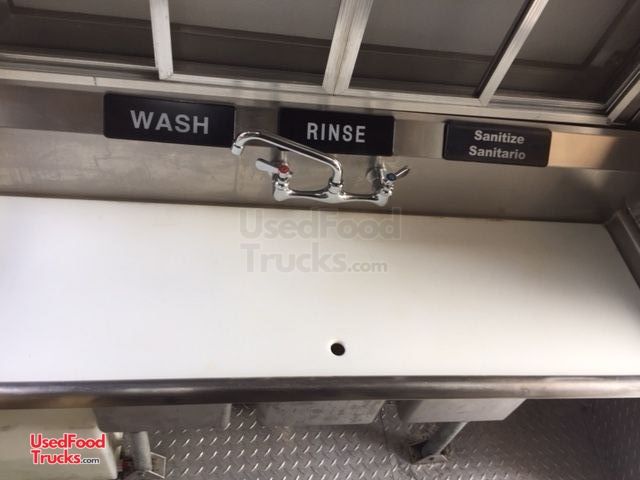 WASH
RINSE
Sanitize
Sanitario
UsedFood
Trucks.com
UsedFood
Trucks.com